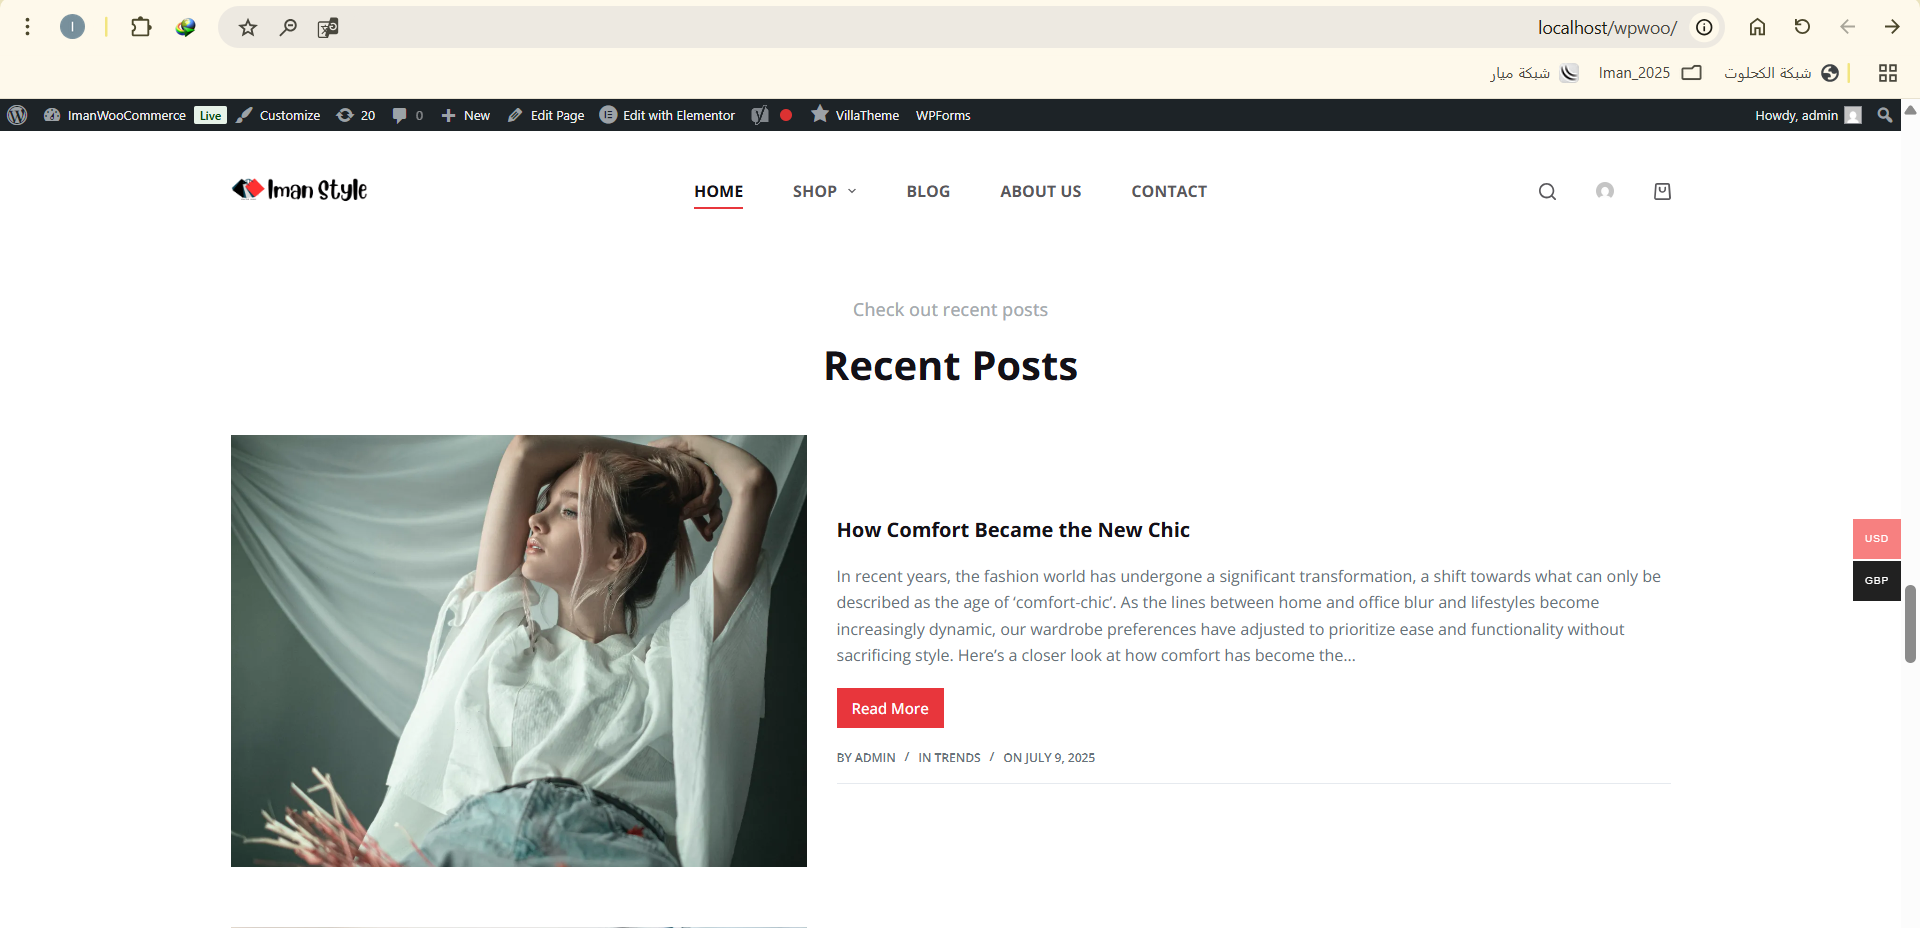 I
localhost/wpwoo/
شبكة ميار
Iman_2025
شبكة الكحلوت
ImanWooCommerce Live Customize 20 0 New Edit Page Edit with Elementor VillaTheme WPForms Howdy, admin
Iman Style
HOME SHOP BLOG ABOUT US CONTACT
Check out recent posts
Recent Posts
How Comfort Became the New Chic
In recent years, the fashion world has undergone a significant transformation, a shift towards what can only be
described as the age of ‘comfort-chic’. As the lines between home and office blur and lifestyles become
increasingly dynamic, our wardrobe preferences have adjusted to prioritize ease and functionality without
sacrificing style. Here’s a closer look at how comfort has become the...
Read More
BY ADMIN / IN TRENDS / ON JULY 9, 2025
USD
GBP